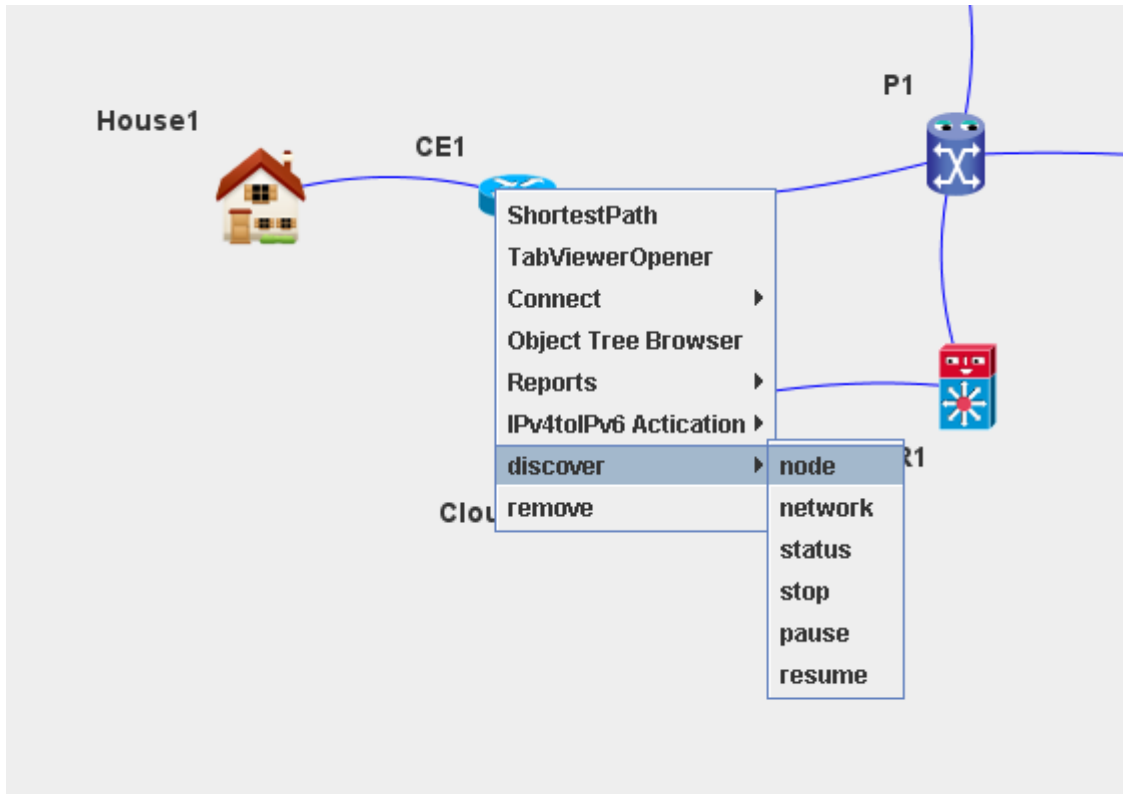 P1
House1
CE1
ShortestPath
TabViewerOpener
Connect
Object Tree Browser
Reports
IPv4toIPv6 Actication
discover
node
R1
remove
network
status
stop
pause
resume